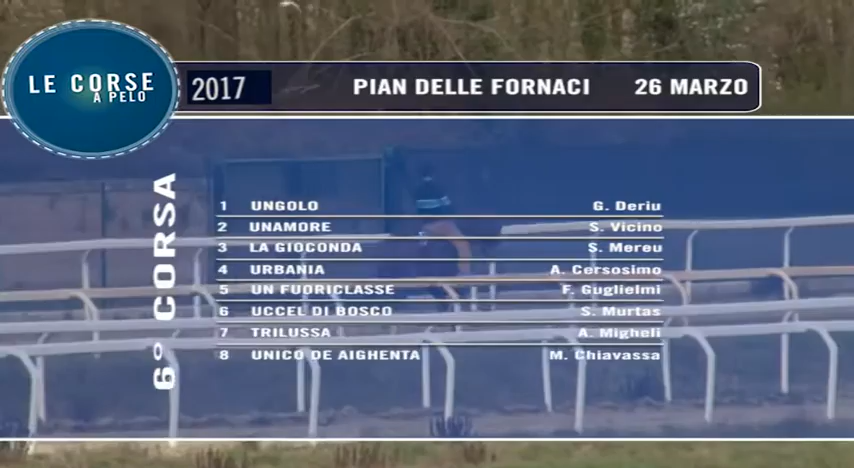 LE CORSE
A PELO
2017 PIAN DELLE FORNACI 26 MARZO
6° CORSA
1 UNGOLO G. Deriu
2 UNAMORE S. Vicino
3 LA GIOCONDA S. Mereu
4 URBANIA A. Cersosimo
5 UN FUORICLASSE F. Guglielmi
6 UCCEL DI BOSCO S. Murtas
7 TRILUSSA A. Migheli
8 UNICO DE AIGHENTA M. Chiavassa